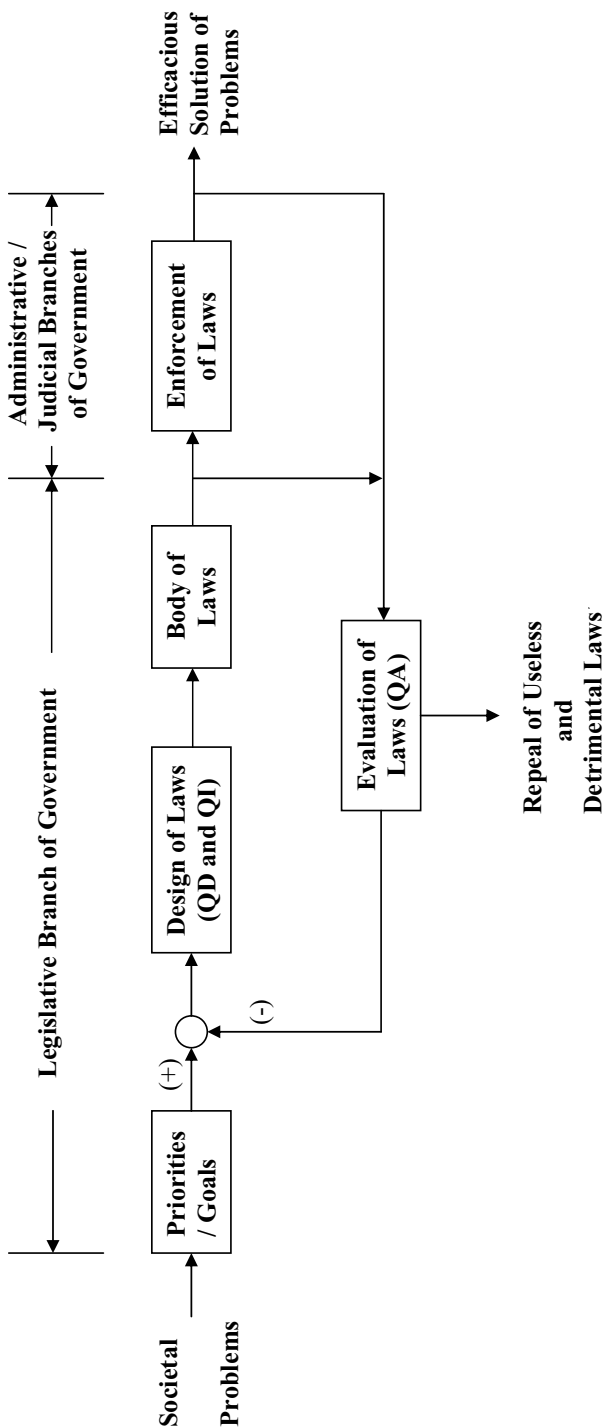 Legislative Branch of Government
Administrative /
Judicial Branches
of Government
Societal
Problems
Priorities
/ Goals
(+)
(-)
Design of Laws
(QD and QI)
Body of
Laws
Enforcement
of Laws
Efficacious
Solution of
Problems
Evaluation of
Laws (QA)
Repeal of Useless
and
Detrimental Laws